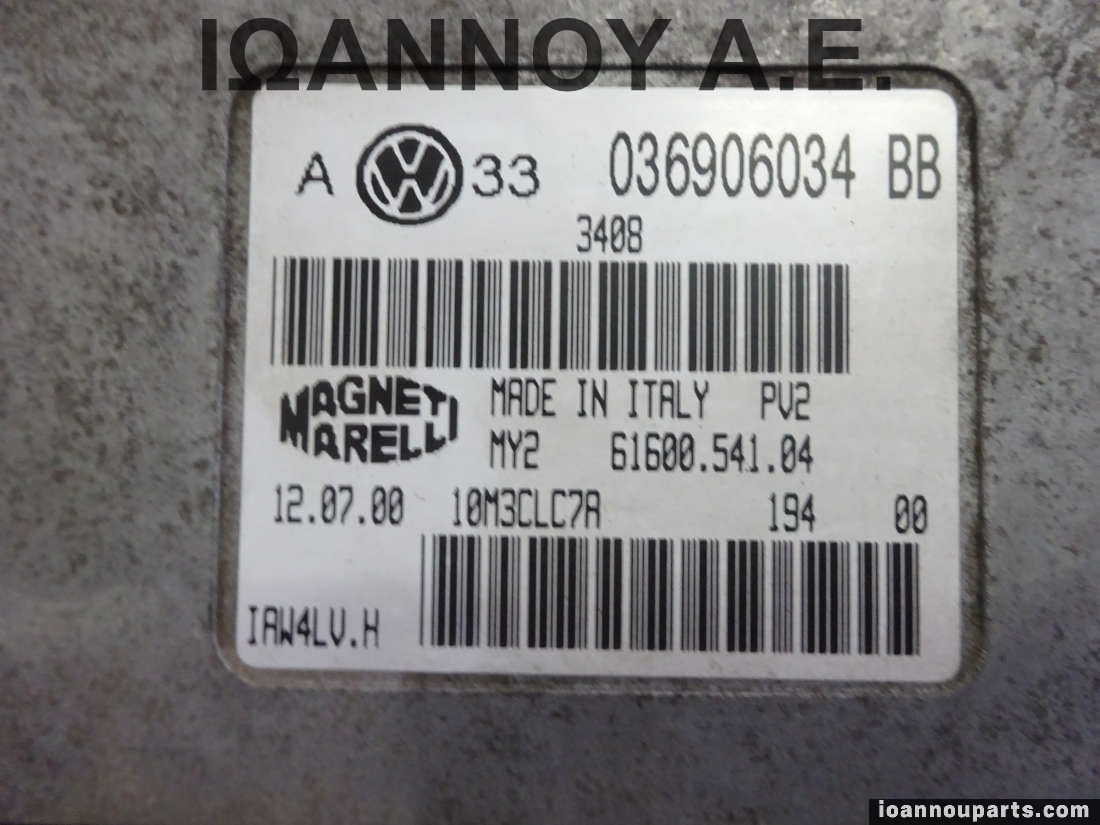 ΙΩΑΝΝΟΥ Α.Ε.
A VW 33 036906034 BB
3408
MAGNETI MARELLI
MADE IN ITALY PV2
MY2 61600.541.04
12.07.00 10M3CLC7A 194 00
IAW4LV.H
ioannouparts.com